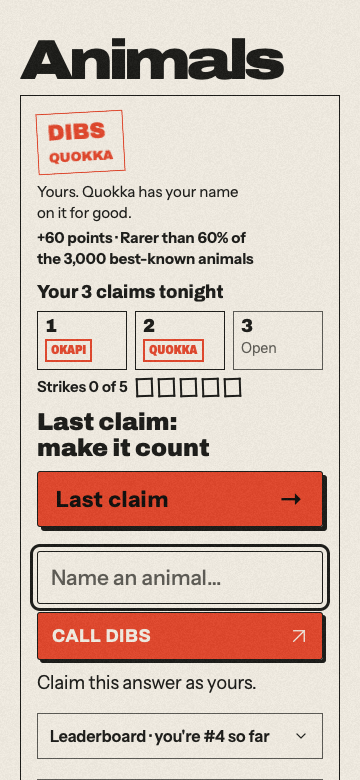 Animals
DIBS
QUOKKA
Yours. Quokka has your name
on it for good.
+60 points · Rarer than 60% of
the 3,000 best-known animals
Your 3 claims tonight
1
OKAPI
2
QUOKKA
3
Open
Strikes 0 of 5
Last claim:
make it count
Last claim →
Name an animal...
CALL DIBS
Claim this answer as yours.
Leaderboard · you're #4 so far